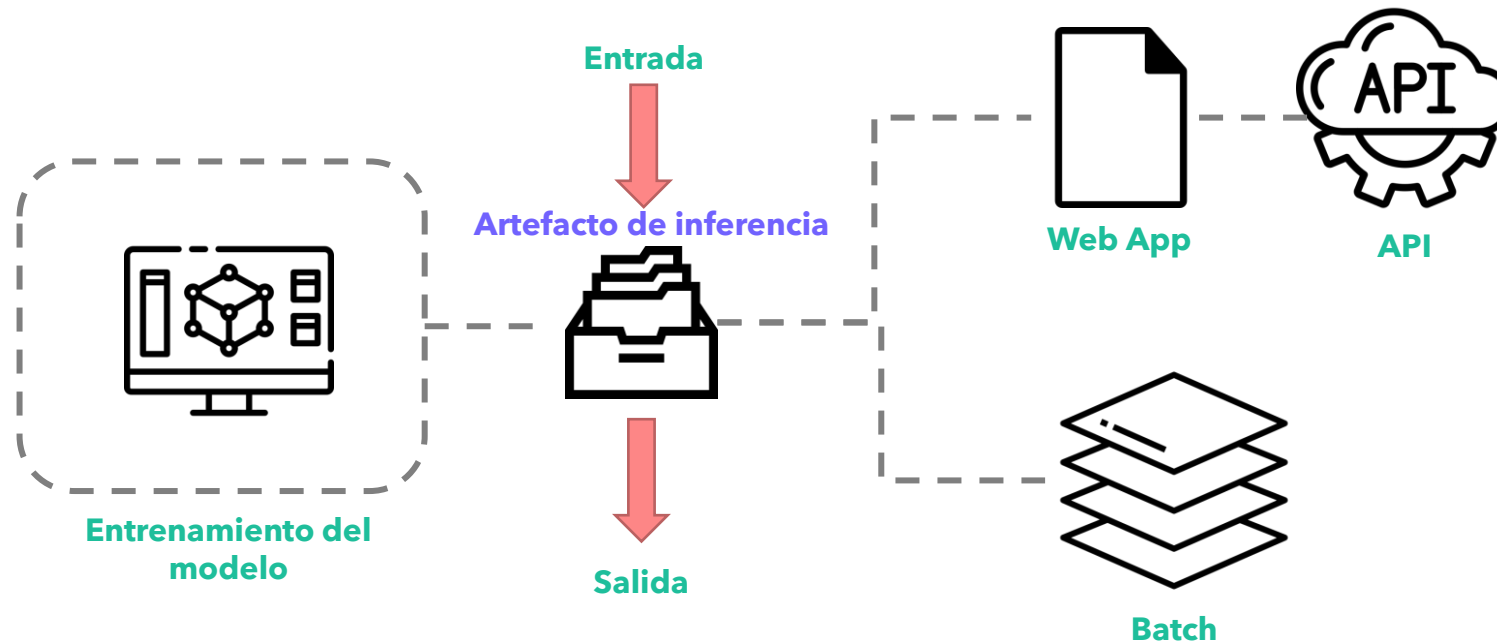 Entrada
Artefacto de inferencia
Entrenamiento del
modelo
Salida
API
Web App
API
Batch